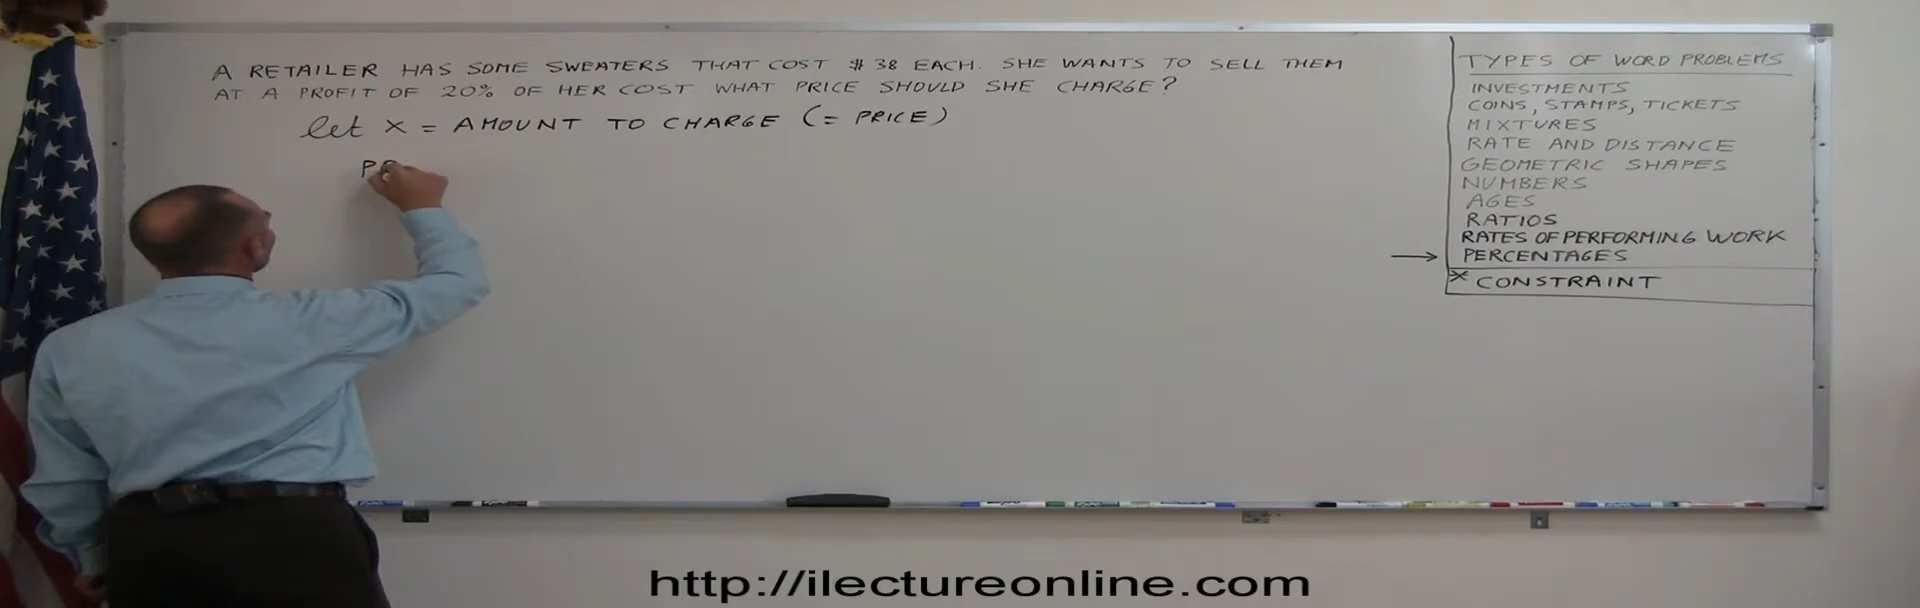 A RETAILER HAS SOME SWEATERS THAT COST $38 EACH. SHE WANTS TO SELL THEM
AT A PROFIT OF 20% OF HER COST WHAT PRICE SHOULD SHE CHARGE?
let x = AMOUNT TO CHARGE (= PRICE)
PR
TYPES OF WORD PROBLEMS
INVESTMENTS
COINS, STAMPS, TICKETS
MIXTURES
RATE AND DISTANCE
GEOMETRIC SHAPES
NUMBERS
AGES
RATIOS
RATES OF PERFORMING WORK
→ PERCENTAGES
* CONSTRAINT
http://ilectureonline.com